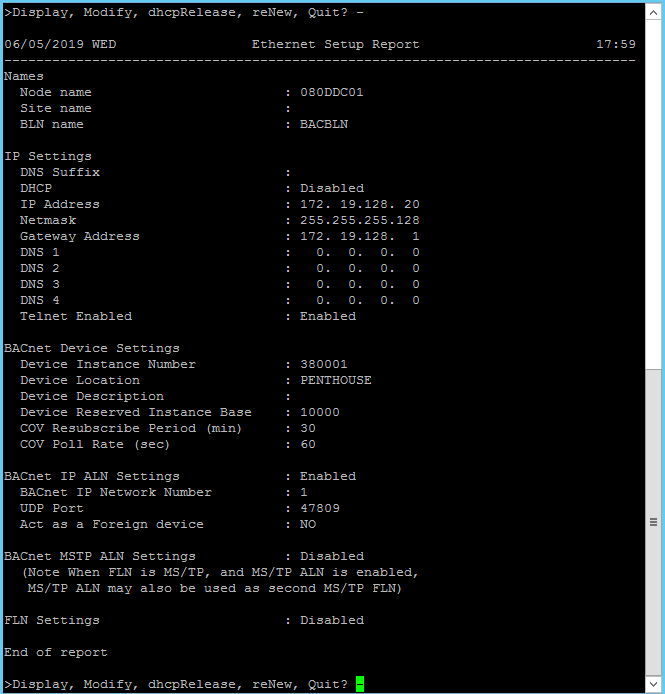 >Display, Modify, dhcpRelease, reNew, Quit? -
06/05/2019 WED Ethernet Setup Report 17:59
--------------------------------------------------------------------------------
Names
Node name : 080DDC01
Site name :
BLN name : BACBLN
IP Settings
DNS Suffix :
DHCP : Disabled
IP Address : 172. 19.128. 20
Netmask : 255.255.255.128
Gateway Address : 172. 19.128. 1
DNS 1 : 0. 0. 0. 0
DNS 2 : 0. 0. 0. 0
DNS 3 : 0. 0. 0. 0
DNS 4 : 0. 0. 0. 0
Telnet Enabled : Enabled
BACnet Device Settings
Device Instance Number : 380001
Device Location : PENTHOUSE
Device Description :
Device Reserved Instance Base : 10000
COV Resubscribe Period (min) : 30
COV Poll Rate (sec) : 60
BACnet IP ALN Settings : Enabled
BACnet IP Network Number : 1
UDP Port : 47809
Act as a Foreign device : NO
BACnet MSTP ALN Settings : Disabled
(Note When FLN is MS/TP, and MS/TP ALN is enabled,
MS/TP ALN may also be used as second MS/TP FLN)
FLN Settings : Disabled
End of report
>Display, Modify, dhcpRelease, reNew, Quit? -